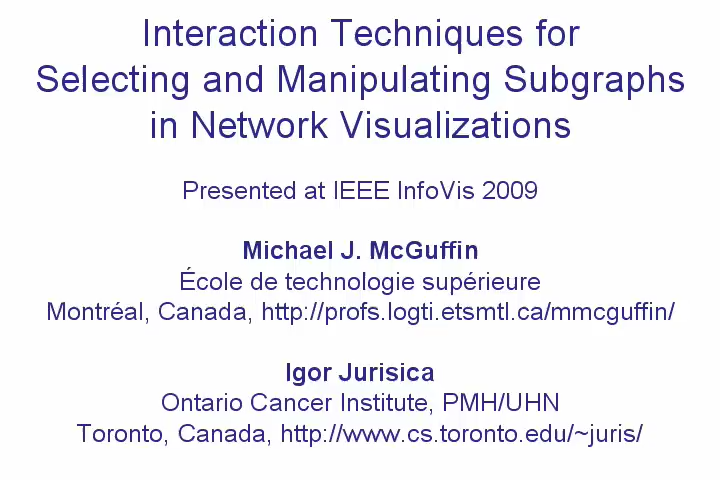 Interaction Techniques for
Selecting and Manipulating Subgraphs
in Network Visualizations
Presented at IEEE InfoVis 2009
Michael J. McGuffin
École de technologie supérieure
Montréal, Canada, http://profs.logti.etsmtl.ca/mmcguffin/
Igor Jurisica
Ontario Cancer Institute, PMH/UHN
Toronto, Canada, http://www.cs.toronto.edu/~juris/